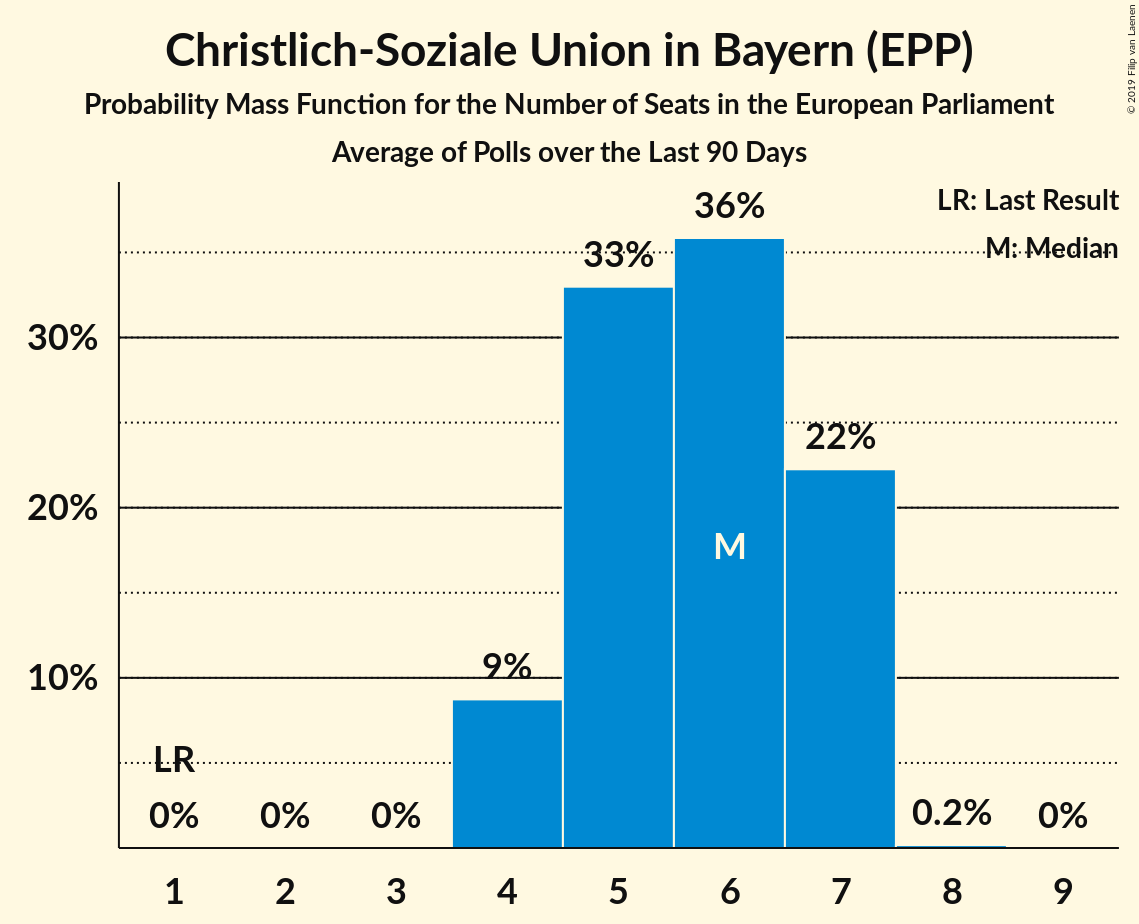 Christlich-Soziale Union in Bayern (EPP)
Probability Mass Function for the Number of Seats in the European Parliament
Average of Polls over the Last 90 Days
© 2019 Filip van Laenen
LR: Last Result
M: Median
36%
33%
30%
22%
20%
M
9%
10%
LR
0% 0% 0% 0.2% 0%
1 2 3 4 5 6 7 8 9